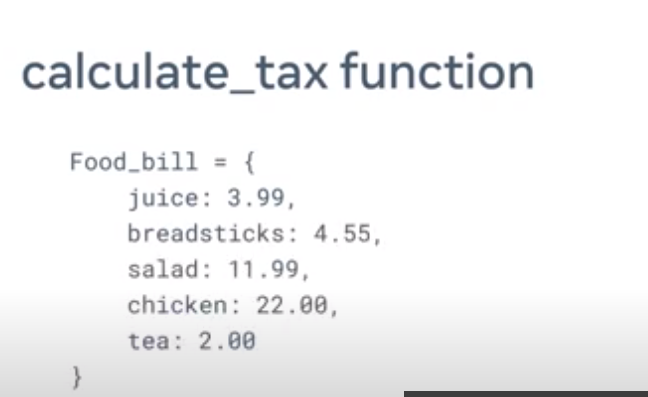 calculate_tax function
Food_bill = {
juice: 3.99,
breadsticks: 4.55,
salad: 11.99,
chicken: 22.00,
tea: 2.00
}